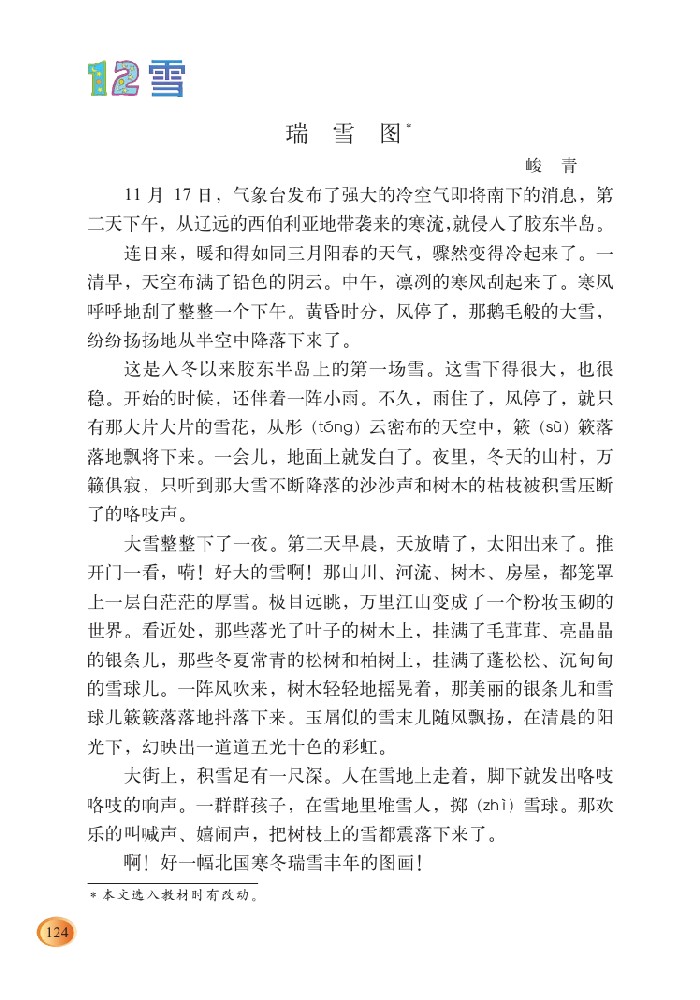 12 雪
瑞 雪 图*
峻 青
11 月 17 日，气象台发布了强大的冷空气即将南下的消息，第
二天下午，从辽远的西伯利亚地带袭来的寒流，就侵入了胶东半岛。
连日来，暖和得如同三月阳春的天气，骤然变得冷起来了。一
清早，天空布满了铅色的阴云。中午，凛冽的寒风刮起来了。寒风
呼呼地刮了整整一个下午。黄昏时分，风停了，那鹅毛般的大雪，
纷纷扬扬地从半空中降落下来了。
这是入冬以来胶东半岛上的第一场雪。这雪下得很大，也很
稳。开始的时候，还伴着一阵小雨。不久，雨住了，风停了，就只
有那大片大片的雪花，从彤（tóng）云密布的天空中，簌（sù）簌落
落地飘将下来。一会儿，地面上就发白了。夜里，冬天的山村，万
籁俱寂，只听到那大雪不断降落的沙沙声和树木的枯枝被积雪压断
了的咯吱声。
大雪整整下了一夜。第二天早晨，天放晴了，太阳出来了。推
开门一看，嗬！好大的雪啊！那山川、河流、树木、房屋，都笼罩
上一层白茫茫的厚雪。极目远眺，万里江山变成了一个粉妆玉砌的
世界。看近处，那些落光了叶子的树木上，挂满了毛茸茸、亮晶晶
的银条儿，那些冬夏常青的松树和柏树上，挂满了蓬松松、沉甸甸
的雪球儿。一阵风吹来，树木轻轻地摇晃着，那美丽的银条儿和雪
球儿簌簌落落地抖落下来。玉屑似的雪末儿随风飘扬，在清晨的阳
光下，幻映出一道道五光十色的彩虹。
大街上，积雪足有一尺深。人在雪地上走着，脚下就发出咯吱
咯吱的响声。一群群孩子，在雪地里堆雪人，掷（zhì）雪球。那欢
乐的叫喊声、嬉闹声，把树枝上的雪都震落下来了。
啊！好一幅北国寒冬瑞雪丰年的图画！
* 本文选入教材时有改动。
124